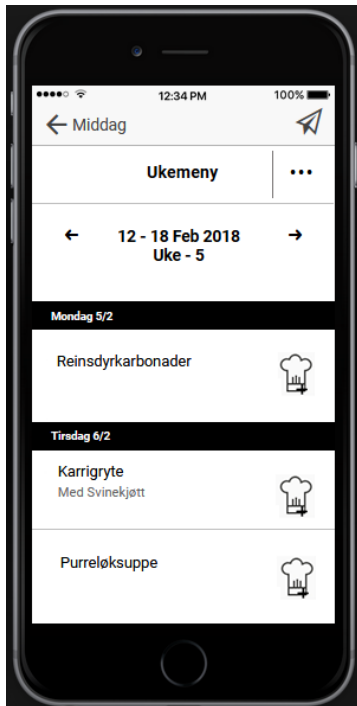 12:34 PM
100%
Middag
Ukemeny
12 - 18 Feb 2018
Uke - 5
Mondag 5/2
Reinsdyrkarbonader
Tirsdag 6/2
Karrigryte
Med Svinekjøtt
Purreløksuppe